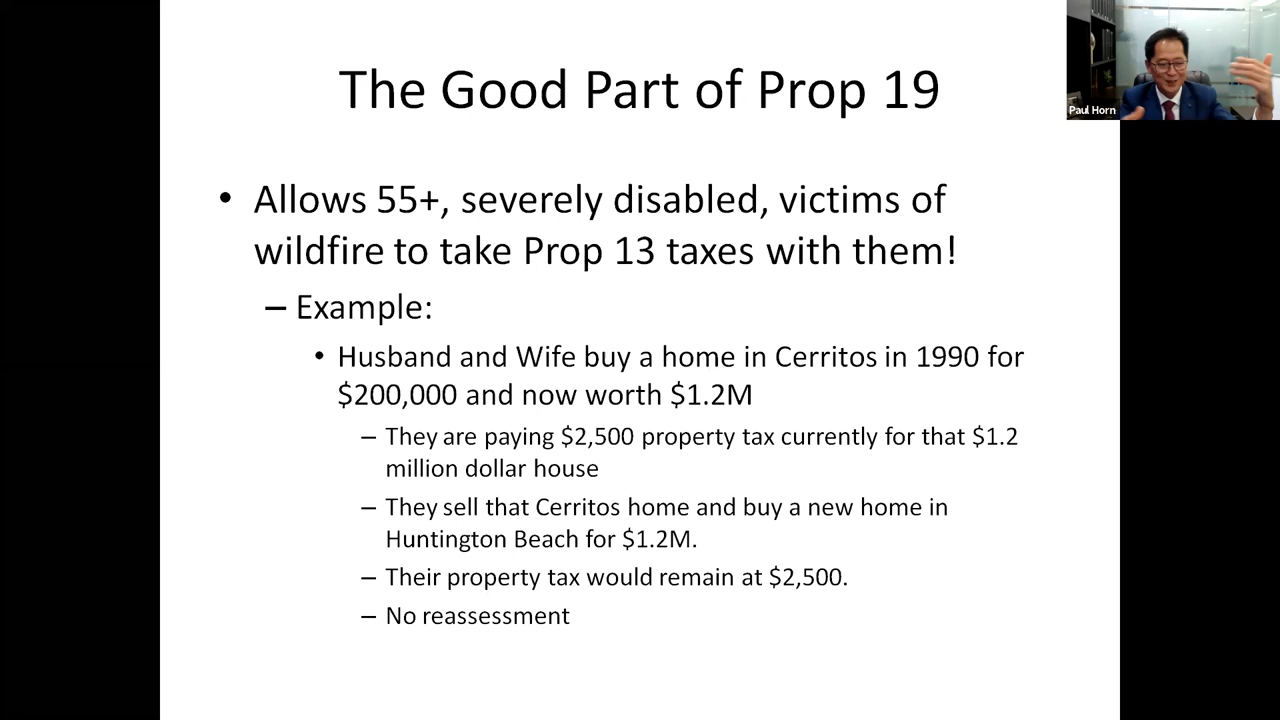 The Good Part of Prop 19
Paul Horn
• Allows 55+, severely disabled, victims of
wildfire to take Prop 13 taxes with them!
– Example:
• Husband and Wife buy a home in Cerritos in 1990 for
$200,000 and now worth $1.2M
– They are paying $2,500 property tax currently for that $1.2
million dollar house
– They sell that Cerritos home and buy a new home in
Huntington Beach for $1.2M.
– Their property tax would remain at $2,500.
– No reassessment